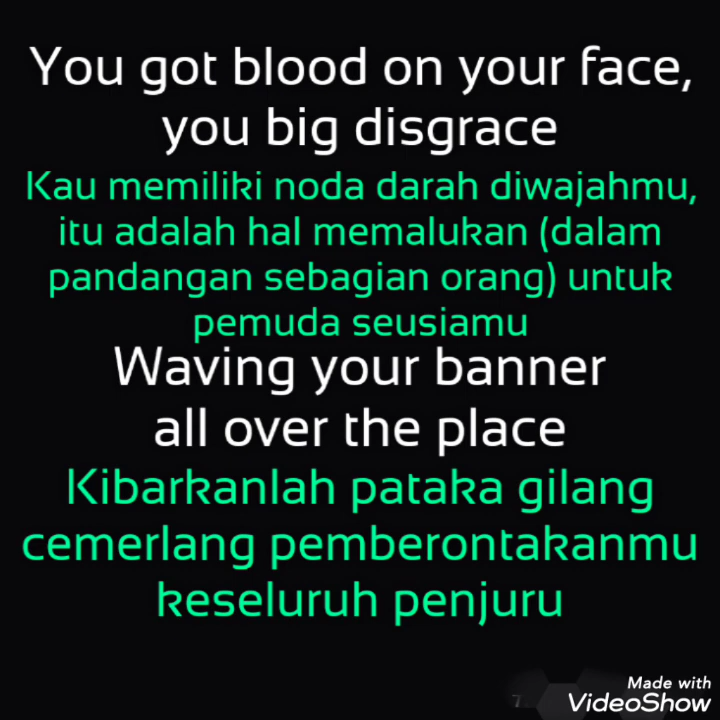 You got blood on your face,
you big disgrace
Kau memiliki noda darah diwajahmu,
itu adalah hal memalukan (dalam
pandangan sebagian orang) untuk
pemuda seusiamu
Waving your banner
all over the place
Kibarkanlah pataka gilang
cemerlang pemberontakanmu
keseluruh penjuru
Made with
VideoShow